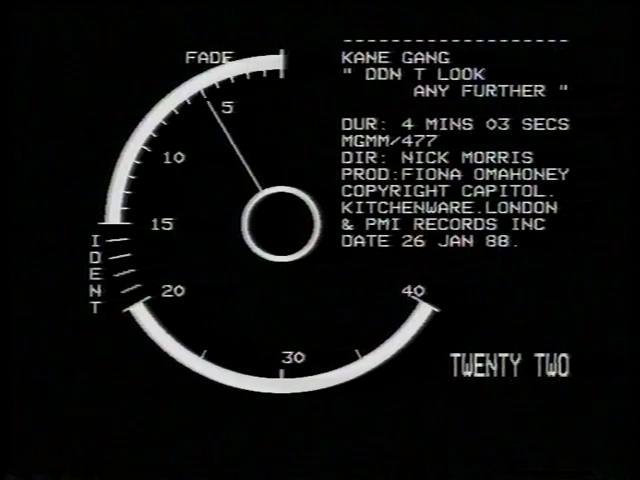 FADE
5
10
15
IDENT
20
30
40
KANE GANG
" DDN T LOOK
ANY FURTHER "
DUR: 4 MINS 03 SECS
MGMM/477
DIR: NICK MORRIS
PROD:FIONA OMAHONEY
COPYRIGHT CAPITOL.
KITCHENWARE.LONDON
& PMI RECORDS INC
DATE 26 JAN 88.
TWENTY TWO